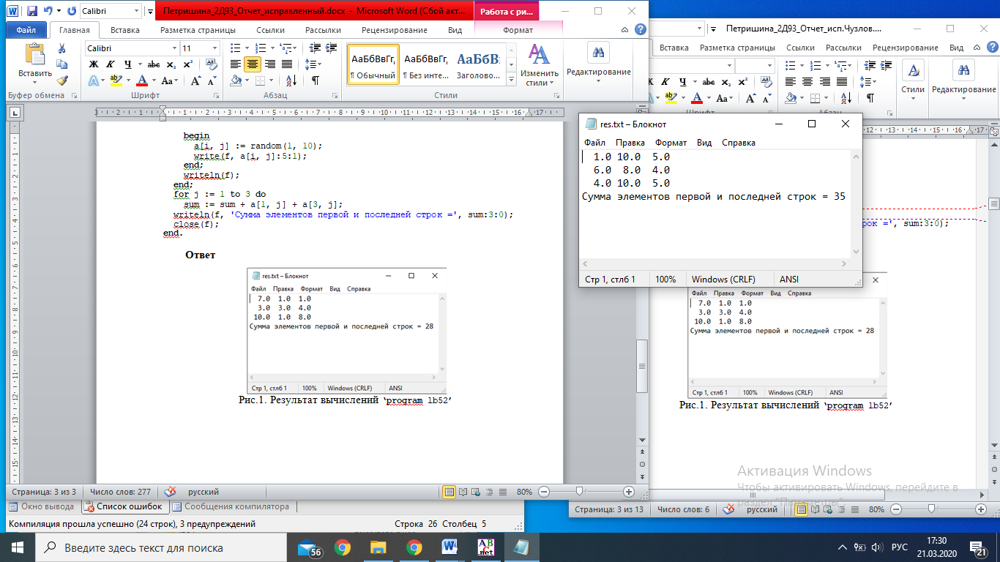 Calibri
Петришина_2Д93_Отчет_исправленный.docx - Microsoft Word (Сбой акт...
Работа с ри...
Файл Главная Вставка Разметка страницы Ссылки Рассылки Рецензирование Вид Формат
Calibri 11
Вставить
Ж К Ч abc x₂ x²
АаБбВвГг, АаБбВвГг, АаБбВ
¶ Обычный ¶ Без инте... Заголово...
Изменить стили
Редактирование
Буфер обмена Шрифт Абзац Стили
begin
a[i, j] := random(1, 10);
write(f, a[i, j]:5:1);
end;
writeln(f);
end;
for j := 1 to 3 do
sum := sum + a[1, j] + a[3, j];
writeln(f, 'Сумма элементов первой и последней строк =', sum:3:0);
close(f);
end.
Ответ
res.txt – Блокнот
Файл Правка Формат Вид Справка
7.0 1.0 1.0
3.0 3.0 4.0
10.0 1.0 8.0
Сумма элементов первой и последней строк = 28
Стр 1, стлб 1 100% Windows (CRLF) ANSI
Рис.1. Результат вычислений ‘program lb52’
Страница: 3 из 3 Число слов: 277 русский 80%
Окно вывода Список ошибок Сообщения компилятора
Компиляция прошла успешно (24 строк), 3 предупреждений Строка 26 Столбец 5
Петришина_2Д93_Отчет_исп.Чузлов....
Вставка Разметка страницы Ссылки Рассылки Рецензирование Вид
Стили
Редактирование
res.txt – Блокнот
Файл Правка Формат Вид Справка
1.0 10.0 5.0
6.0 8.0 4.0
4.0 10.0 5.0
Сумма элементов первой и последней строк = 35
Стр 1, стлб 1 100% Windows (CRLF) ANSI
рок =', sum:3:0);
Файл Правка Формат Вид Справка
7.0 1.0 1.0
3.0 3.0 4.0
10.0 1.0 8.0
Сумма элементов первой и последней строк = 28
Стр 1, стлб 1 100% Windows (CRLF) ANSI
Рис.1. Результат вычислений ‘program lb52’
Активация Windows
Чтобы активировать Windows, перейдите в
раздел "Параметры".
Страница: 3 из 13 Число слов: 6 русский 80%
Введите здесь текст для поиска
56
РУС
17:30
21.03.2020
21